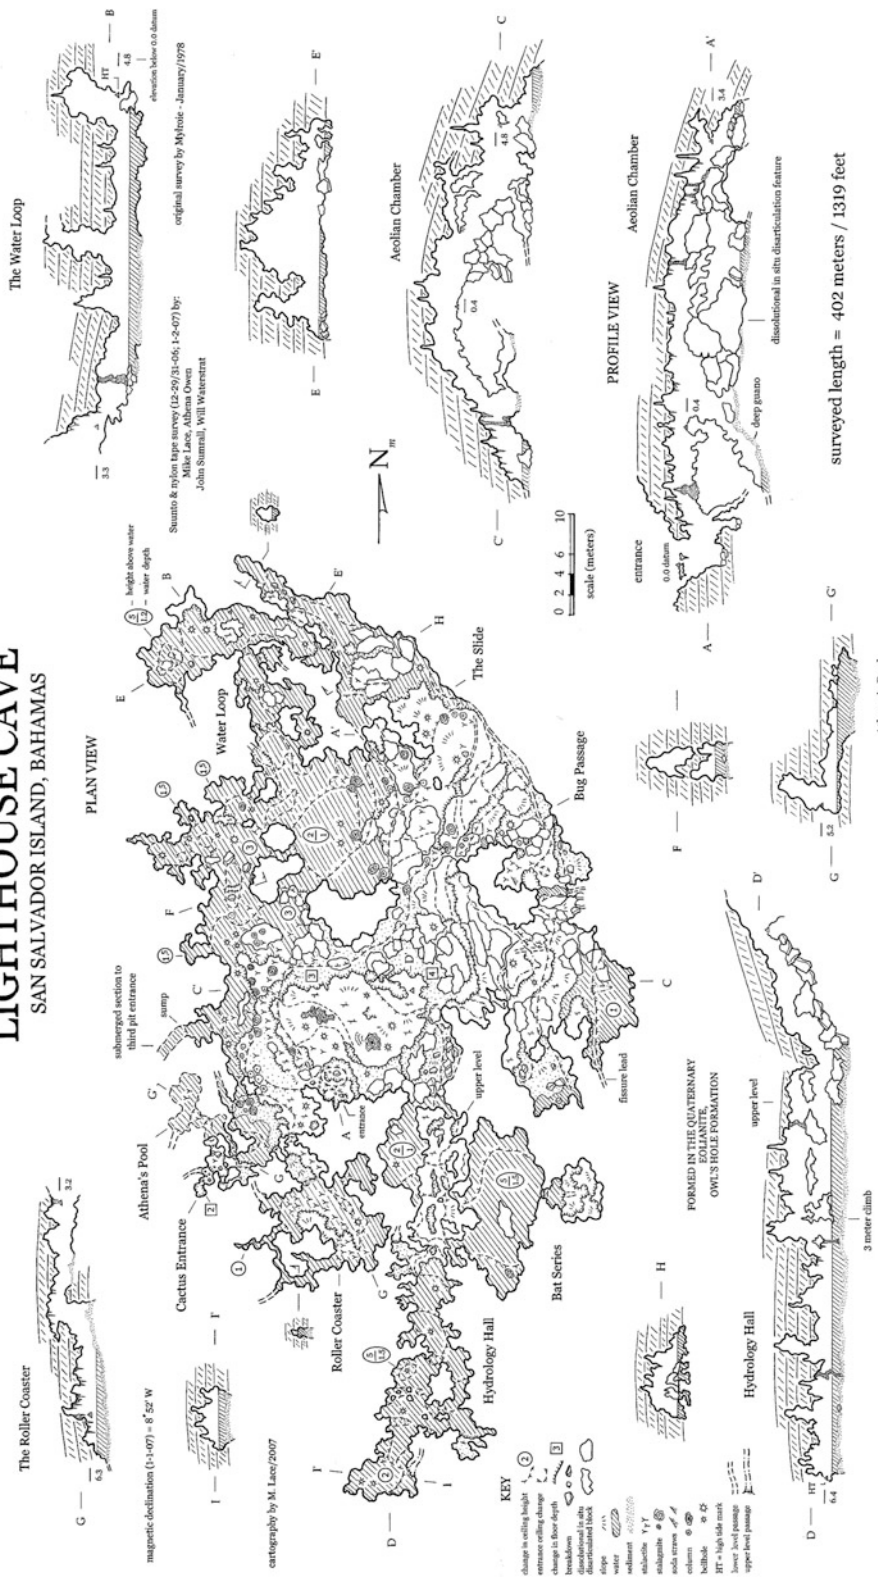 LIGHTHOUSE CAVE
SAN SALVADOR ISLAND, BAHAMAS
PLAN VIEW
The Roller Coaster
G
6.3
3.2
magnetic declination (1-1-07) = 8°52' W
I
I'
cartography by M. Lace/2007
The Water Loop
3.3
HT
4.8
B
elevation below 0.0 datum
original survey by Mylroie - January/1978
Suunto & nylon tape survey (12-29/31-06; 1-2-07) by:
Mike Lace, Athena Owen
John Sumrall, Will Waterstrat
E
E'
5
1.2
height above water
water depth
N
m
submerged section to
third pit entrance
sump
Athena's Pool
Cactus Entrance
Roller Coaster
Hydrology Hall
Bat Series
Water Loop
The Slide
Bug Passage
upper level
fissure lead
entrance
A
A'
B
C
C'
D
D'
E
E'
F
G
G'
H
I
I'
Aeolian Chamber
C'
C
0.4
4.8
0 2 4 6 10
scale (meters)
PROFILE VIEW
entrance
0.0 datum
Aeolian Chamber
A
A'
0.4
3.4
deep guano
dissolutional in situ disarticulation feature
surveyed length = 402 meters / 1319 feet
F
G
G'
5.2
FORMED IN THE QUATERNARY
EOLIANITE,
OWL'S HOLE FORMATION
H
Hydrology Hall
D
D'
HT
6.4
upper level
3 meter climb
KEY
change in ceiling height
2
entrance ceiling change
change in floor depth
3
breakdown
dissolutional in situ
disarticulated block
slope
water
sediment
stalactite
stalagmite
soda straws
column
bellhole
HT = high tide mark
lower level passage
upper level passage